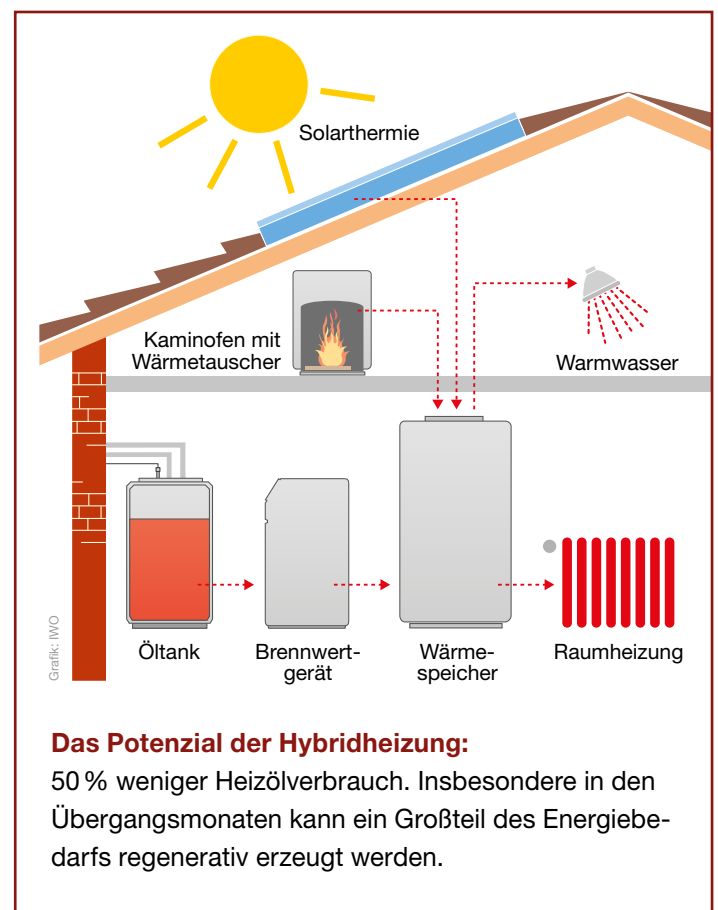 Solarthermie
Kaminofen mit
Wärmetauscher
Warmwasser
Öltank
Brennwert-
gerät
Wärme-
speicher
Raumheizung
Grafik: IWO
Das Potenzial der Hybridheizung:
50 % weniger Heizölverbrauch. Insbesondere in den
Übergangsmonaten kann ein Großteil des Energiebe-
darfs regenerativ erzeugt werden.